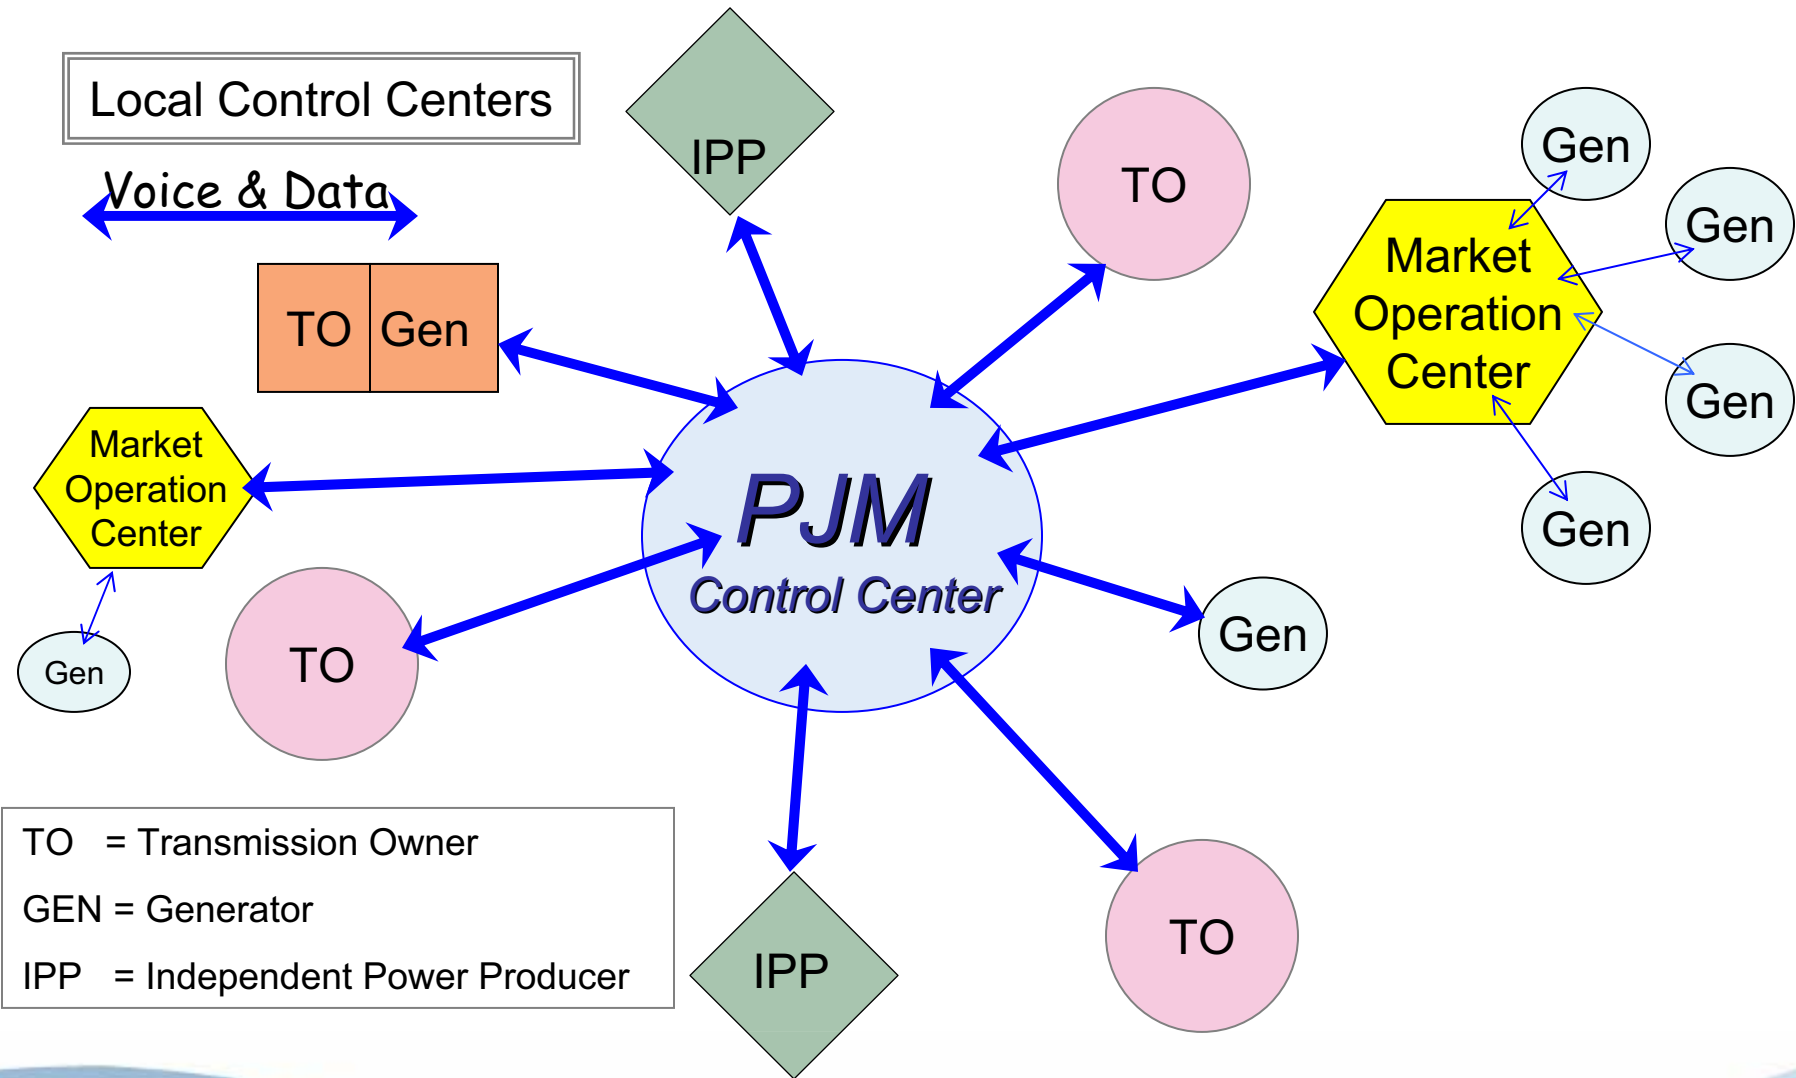 Local Control Centers
Voice & Data
IPP
TO
Gen
Gen
Market
Operation
Center
Gen
Gen
TO Gen
Market
Operation
Center
Gen
TO
PJM
Control Center
Gen
TO = Transmission Owner
GEN = Generator
IPP = Independent Power Producer
IPP
TO